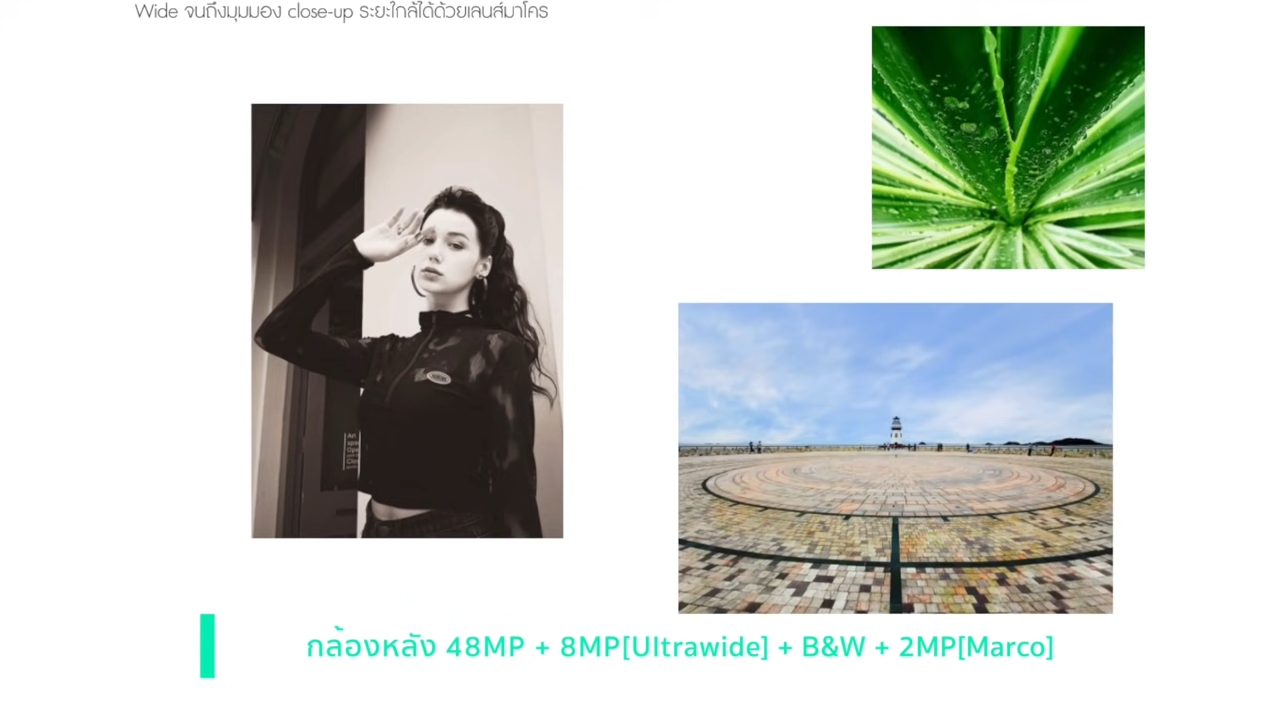 Wide จนถึงมุมมอง close-up ระยะใกล้ได้ด้วยเลนส์มาโคร
Art
กล้องหลัง 48MP + 8MP[Ultrawide] + B&W + 2MP[Marco]